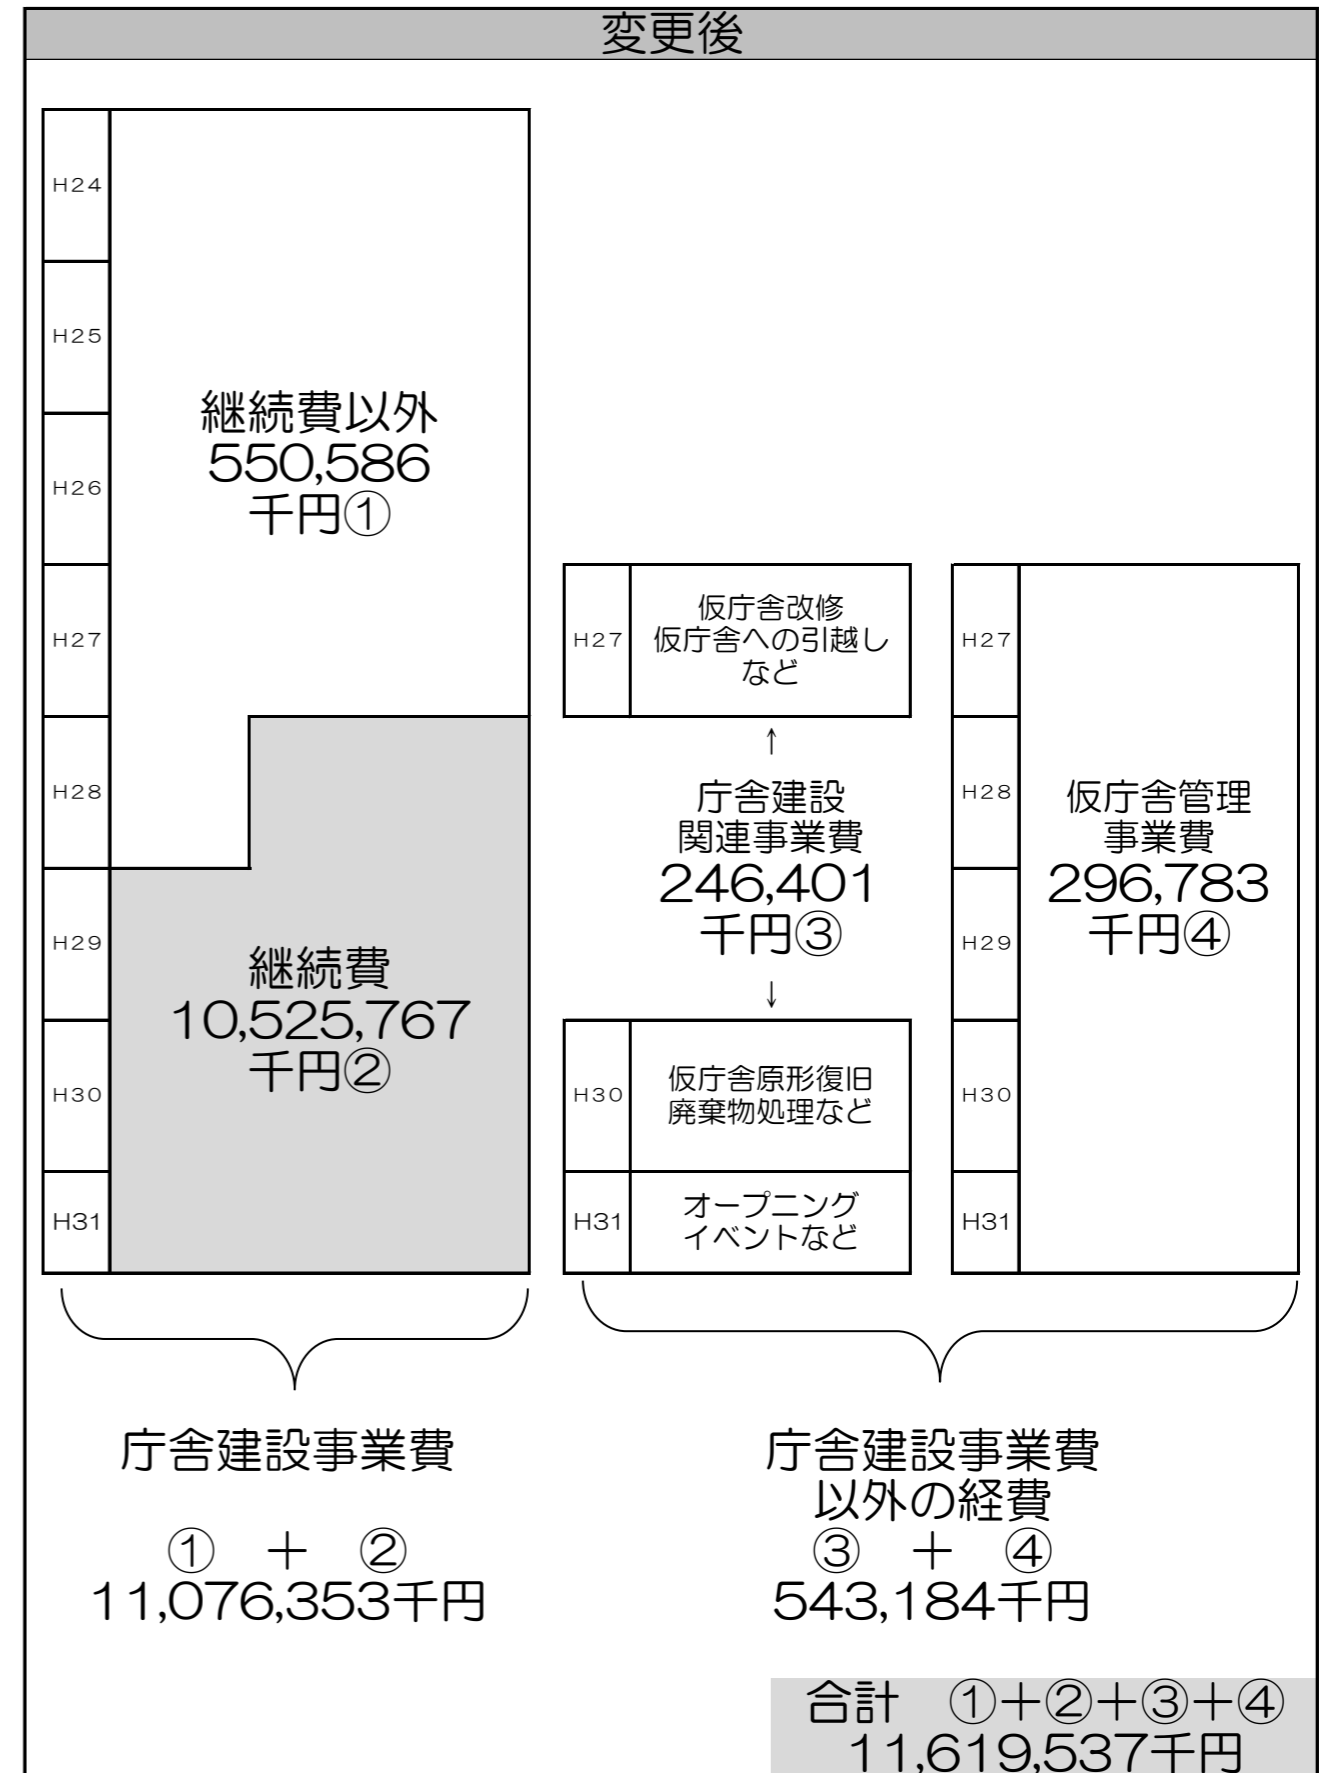 変更後
H24
H25
H26
H27
H28
H29
H30
H31
継続費以外
550,586
千円①
継続費
10,525,767
千円②
H27
仮庁舎改修
仮庁舎への引越し
など
↑
庁舎建設
関連事業費
246,401
千円③
↓
H30
仮庁舎原形復旧
廃棄物処理など
H31
オープニング
イベントなど
H27
H28
H29
H30
H31
仮庁舎管理
事業費
296,783
千円④
庁舎建設事業費
① ＋ ②
11,076,353千円
庁舎建設事業費
以外の経費
③ ＋ ④
543,184千円
合計 ①＋②＋③＋④
11,619,537千円